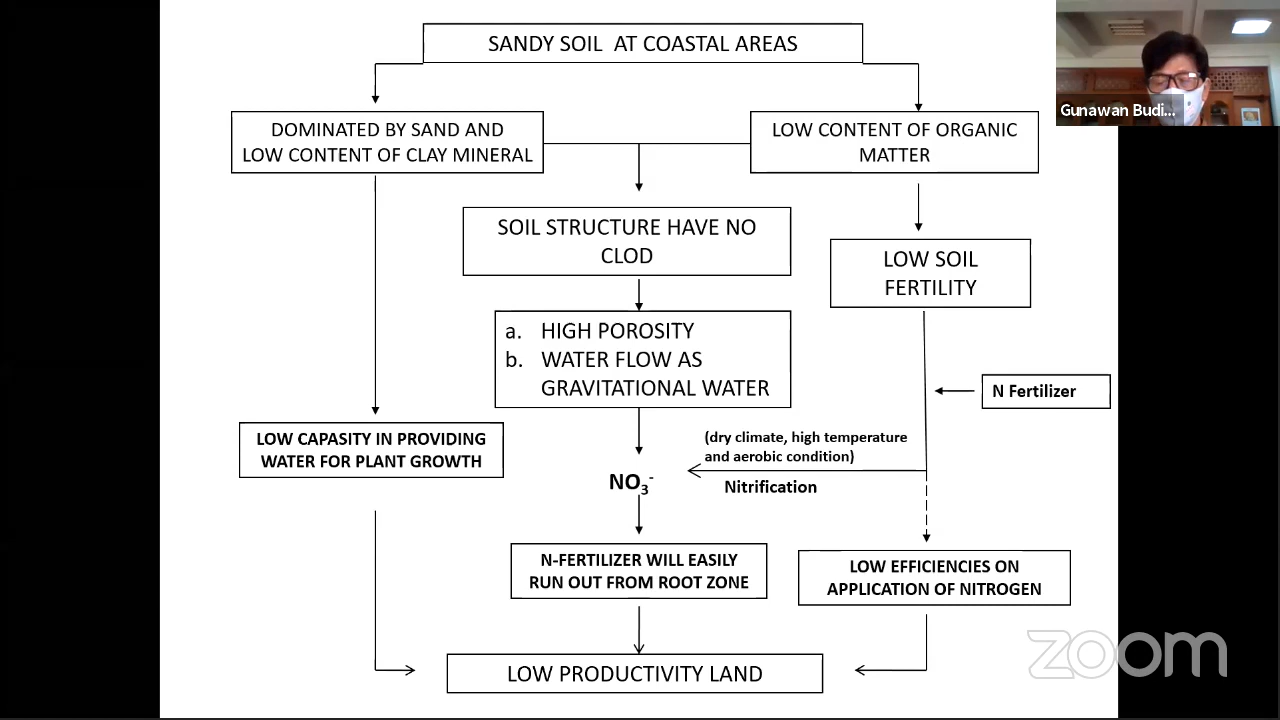 SANDY SOIL AT COASTAL AREAS
Gunawan Budi...
DOMINATED BY SAND AND
LOW CONTENT OF CLAY MINERAL
LOW CONTENT OF ORGANIC
MATTER
SOIL STRUCTURE HAVE NO
CLOD
LOW SOIL
FERTILITY
a. HIGH POROSITY
b. WATER FLOW AS
GRAVITATIONAL WATER
N Fertilizer
LOW CAPASITY IN PROVIDING
WATER FOR PLANT GROWTH
(dry climate, high temperature
and aerobic condition)
NO₃⁻
Nitrification
N-FERTILIZER WILL EASILY
RUN OUT FROM ROOT ZONE
LOW EFFICIENCIES ON
APPLICATION OF NITROGEN
LOW PRODUCTIVITY LAND
zoom